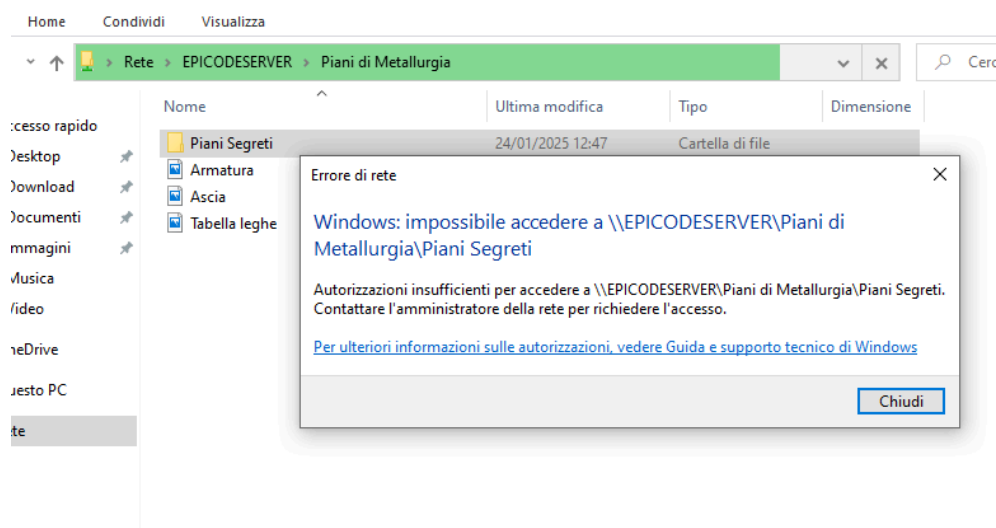 Home Condividi Visualizza
Rete EPICODESERVER Piani di Metallurgia
Nome Ultima modifica Tipo Dimensione
ccesso rapido
Desktop
Download
Documenti
mmagini
Musica
Video
neDrive
uesto PC
ete
Piani Segreti 24/01/2025 12:47 Cartella di file
Armatura
Ascia
Tabella leghe
Errore di rete
Windows: impossibile accedere a \\EPICODESERVER\Piani di
Metallurgia\Piani Segreti
Autorizzazioni insufficienti per accedere a \\EPICODESERVER\Piani di Metallurgia\Piani Segreti.
Contattare l'amministratore della rete per richiedere l'accesso.
Per ulteriori informazioni sulle autorizzazioni, vedere Guida e supporto tecnico di Windows
Chiudi